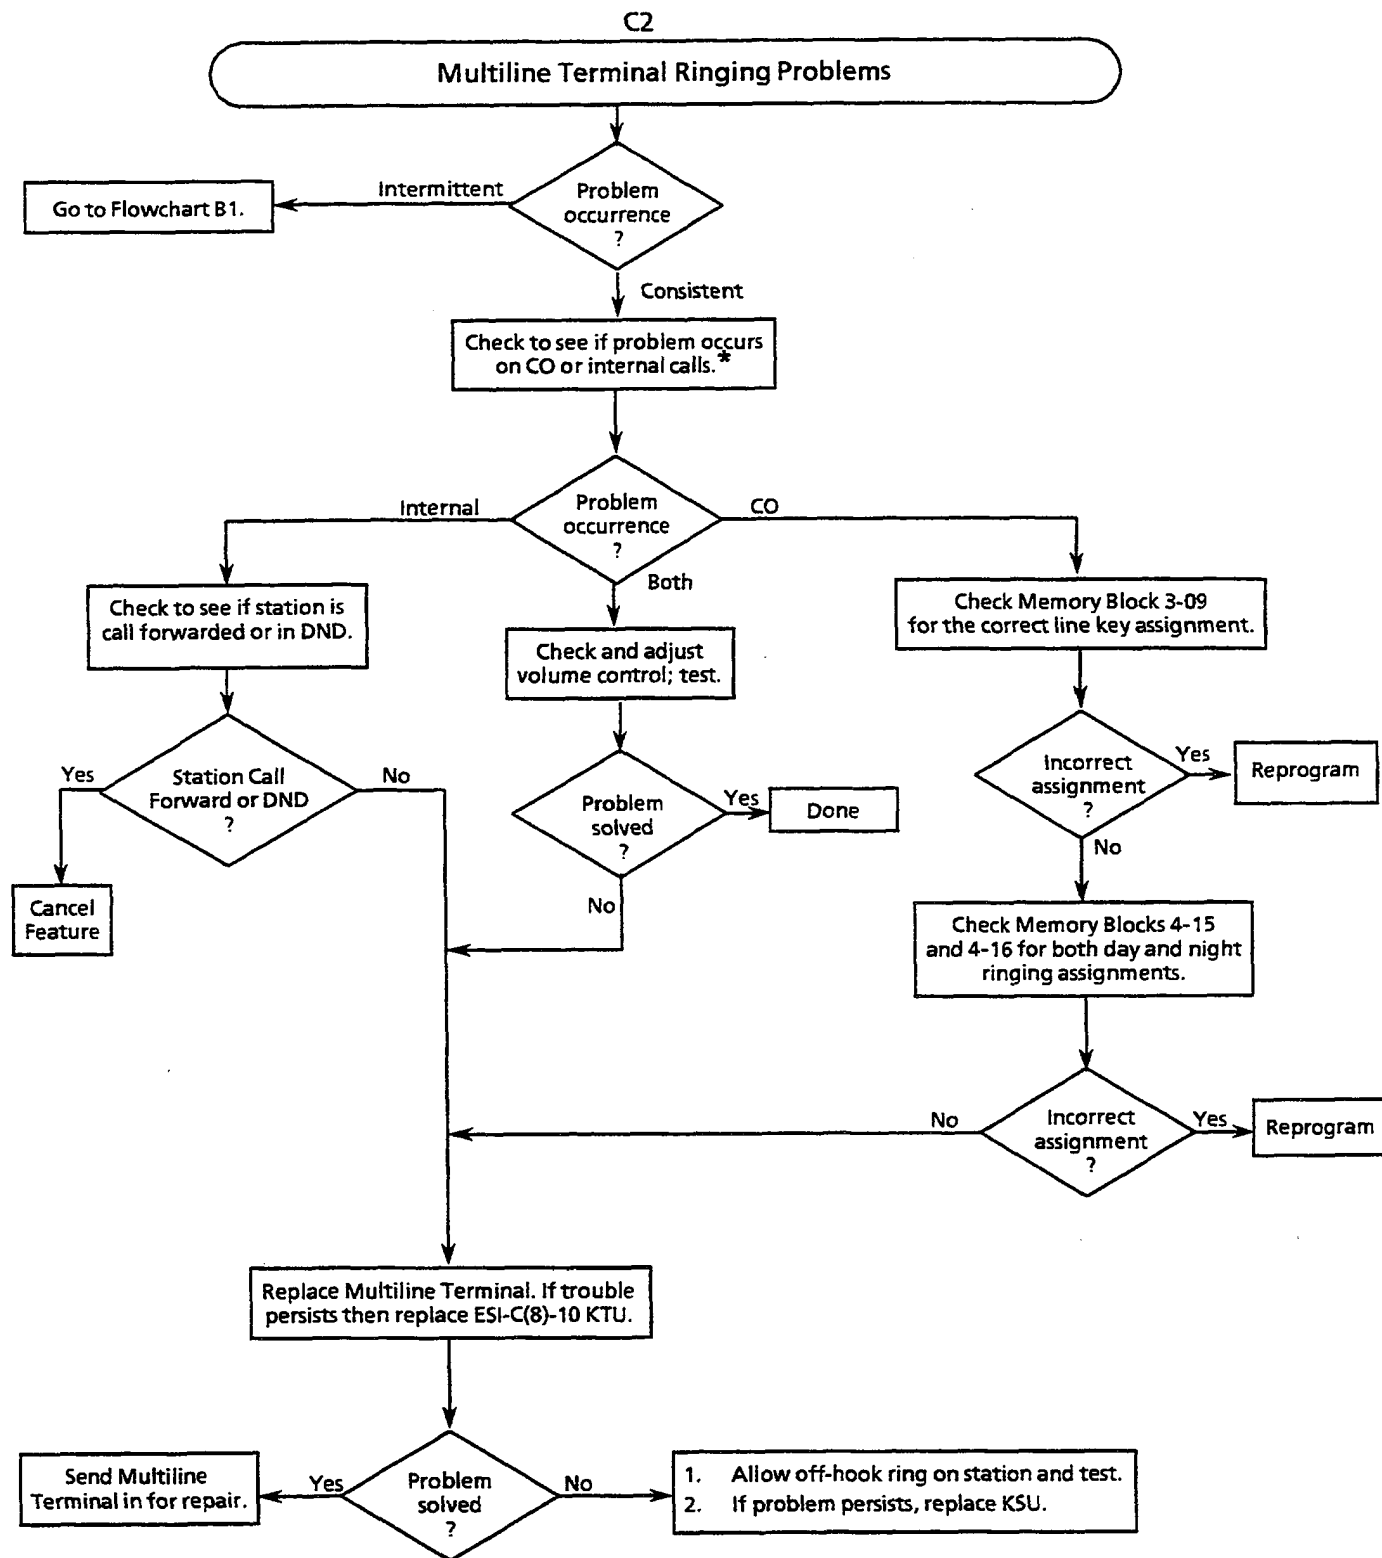 C2
Multiline Terminal Ringing Problems
Problem
occurrence
?
Intermittent
Go to Flowchart B1.
Consistent
Check to see if problem occurs
on CO or internal calls.*
Problem
occurrence
?
Internal
CO
Both
Check to see if station is
call forwarded or in DND.
Check and adjust
volume control; test.
Check Memory Block 3-09
for the correct line key assignment.
Station Call
Forward or DND
?
Yes
No
Cancel
Feature
Problem
solved
?
Yes
Done
No
Incorrect
assignment
?
Yes
Reprogram
No
Check Memory Blocks 4-15
and 4-16 for both day and night
ringing assignments.
Incorrect
assignment
?
No
Yes
Reprogram
Replace Multiline Terminal. If trouble
persists then replace ESI-C(8)-10 KTU.
Problem
solved
?
Yes
Send Multiline
Terminal in for repair.
No
1. Allow off-hook ring on station and test.
2. If problem persists, replace KSU.